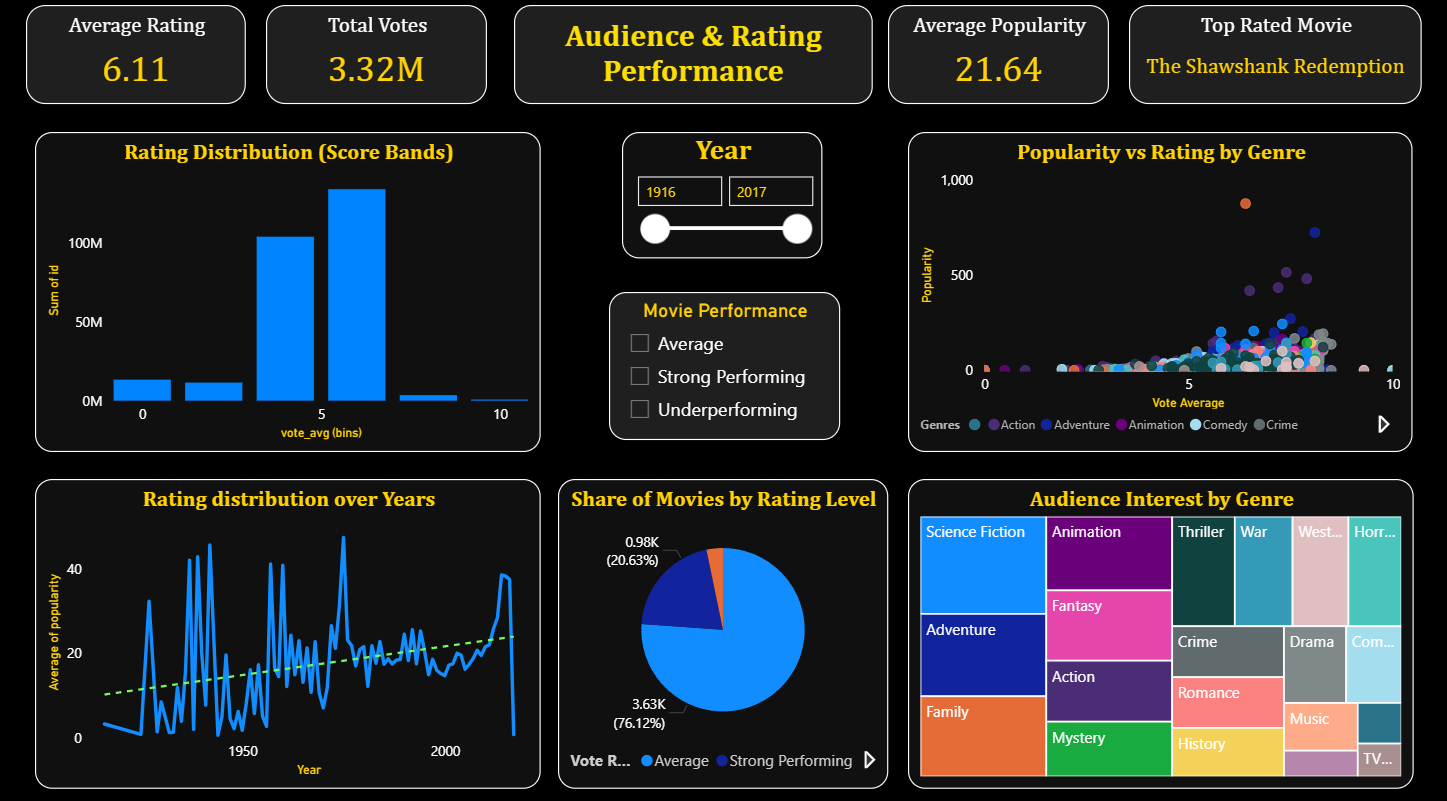 Average Rating
6.11
Total Votes
3.32M
Audience & Rating
Performance
Average Popularity
21.64
Top Rated Movie
The Shawshank Redemption
Rating Distribution (Score Bands)
Sum of id
100M
50M
0M
0
5
10
vote_avg (bins)
Year
1916
2017
Movie Performance
Average
Strong Performing
Underperforming
Popularity vs Rating by Genre
Popularity
1,000
500
0
0
5
10
Vote Average
Genres
Action
Adventure
Animation
Comedy
Crime
Rating distribution over Years
Average of popularity
40
20
0
1950
2000
Year
Share of Movies by Rating Level
0.98K
(20.63%)
3.63K
(76.12%)
Vote R...
Average
Strong Performing
Audience Interest by Genre
Science Fiction
Adventure
Family
Animation
Fantasy
Action
Mystery
Thriller
War
West...
Horr...
Crime
Drama
Com...
Romance
History
Music
TV...